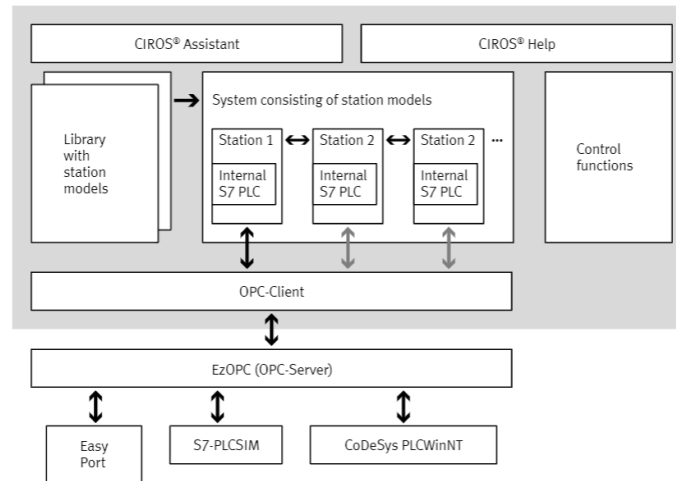 CIROS® Assistant
CIROS® Help
Library
with
station
models
System consisting of station models
Station 1
Internal
S7 PLC
Station 2
Internal
S7 PLC
Station 2
Internal
S7 PLC
...
Control
functions
OPC-Client
EzOPC (OPC-Server)
Easy
Port
S7-PLCSIM
CoDeSys PLCWinNT